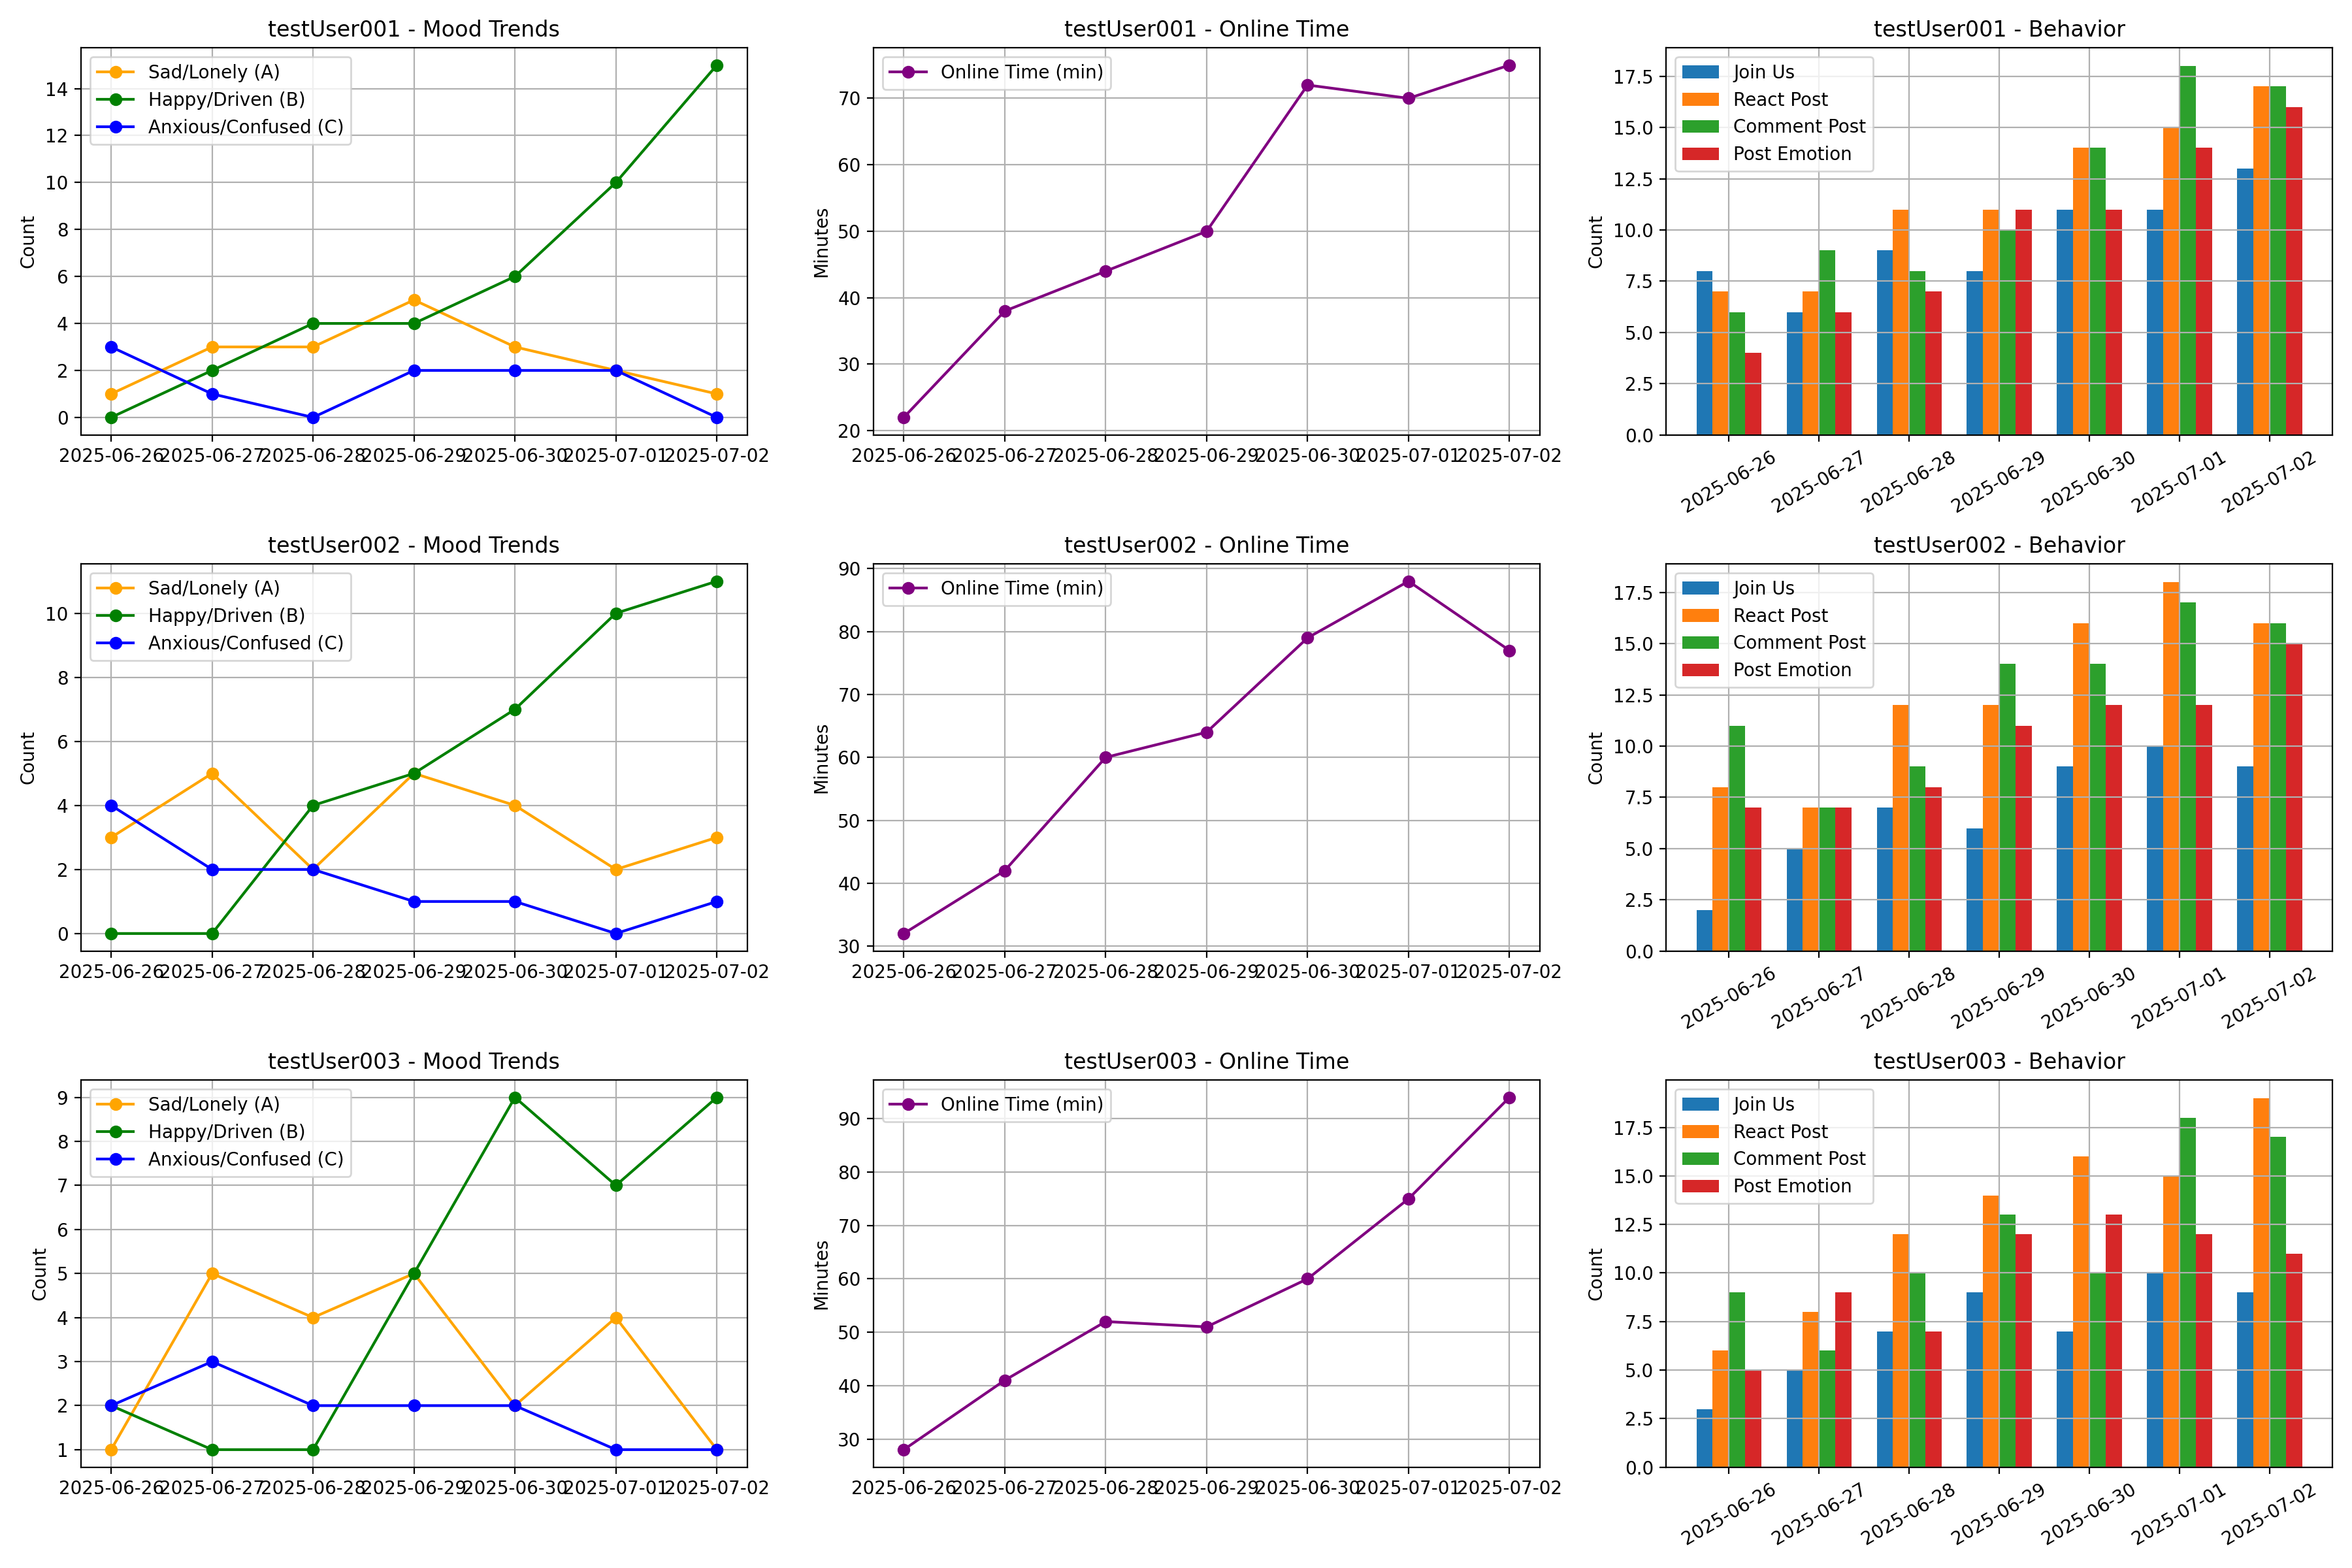 testUser001 - Mood Trends
Count
14
12
10
8
6
4
2
0
Sad/Lonely (A)
Happy/Driven (B)
Anxious/Confused (C)
2025-06-26 2025-06-27 2025-06-28 2025-06-29 2025-06-30 2025-07-01 2025-07-02
testUser001 - Online Time
Minutes
70
60
50
40
30
20
Online Time (min)
2025-06-26 2025-06-27 2025-06-28 2025-06-29 2025-06-30 2025-07-01 2025-07-02
testUser001 - Behavior
Count
17.5
15.0
12.5
10.0
7.5
5.0
2.5
0.0
Join Us
React Post
Comment Post
Post Emotion
2025-06-26 2025-06-27 2025-06-28 2025-06-29 2025-06-30 2025-07-01 2025-07-02
testUser002 - Mood Trends
Count
10
8
6
4
2
0
Sad/Lonely (A)
Happy/Driven (B)
Anxious/Confused (C)
2025-06-26 2025-06-27 2025-06-28 2025-06-29 2025-06-30 2025-07-01 2025-07-02
testUser002 - Online Time
Minutes
90
80
70
60
50
40
30
Online Time (min)
2025-06-26 2025-06-27 2025-06-28 2025-06-29 2025-06-30 2025-07-01 2025-07-02
testUser002 - Behavior
Count
17.5
15.0
12.5
10.0
7.5
5.0
2.5
0.0
Join Us
React Post
Comment Post
Post Emotion
2025-06-26 2025-06-27 2025-06-28 2025-06-29 2025-06-30 2025-07-01 2025-07-02
testUser003 - Mood Trends
Count
9
8
7
6
5
4
3
2
1
Sad/Lonely (A)
Happy/Driven (B)
Anxious/Confused (C)
2025-06-26 2025-06-27 2025-06-28 2025-06-29 2025-06-30 2025-07-01 2025-07-02
testUser003 - Online Time
Minutes
90
80
70
60
50
40
30
Online Time (min)
2025-06-26 2025-06-27 2025-06-28 2025-06-29 2025-06-30 2025-07-01 2025-07-02
testUser003 - Behavior
Count
17.5
15.0
12.5
10.0
7.5
5.0
2.5
0.0
Join Us
React Post
Comment Post
Post Emotion
2025-06-26 2025-06-27 2025-06-28 2025-06-29 2025-06-30 2025-07-01 2025-07-02